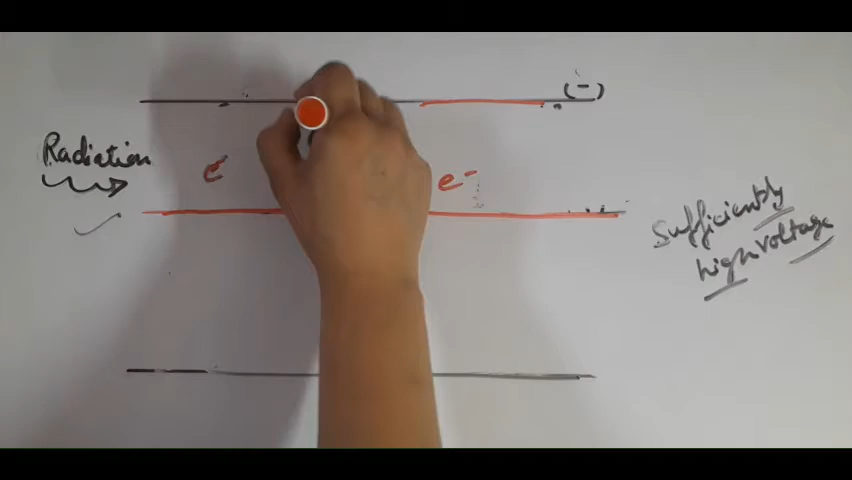 (-)
Radiation
e⁻
e⁻
Sufficiently
high voltage